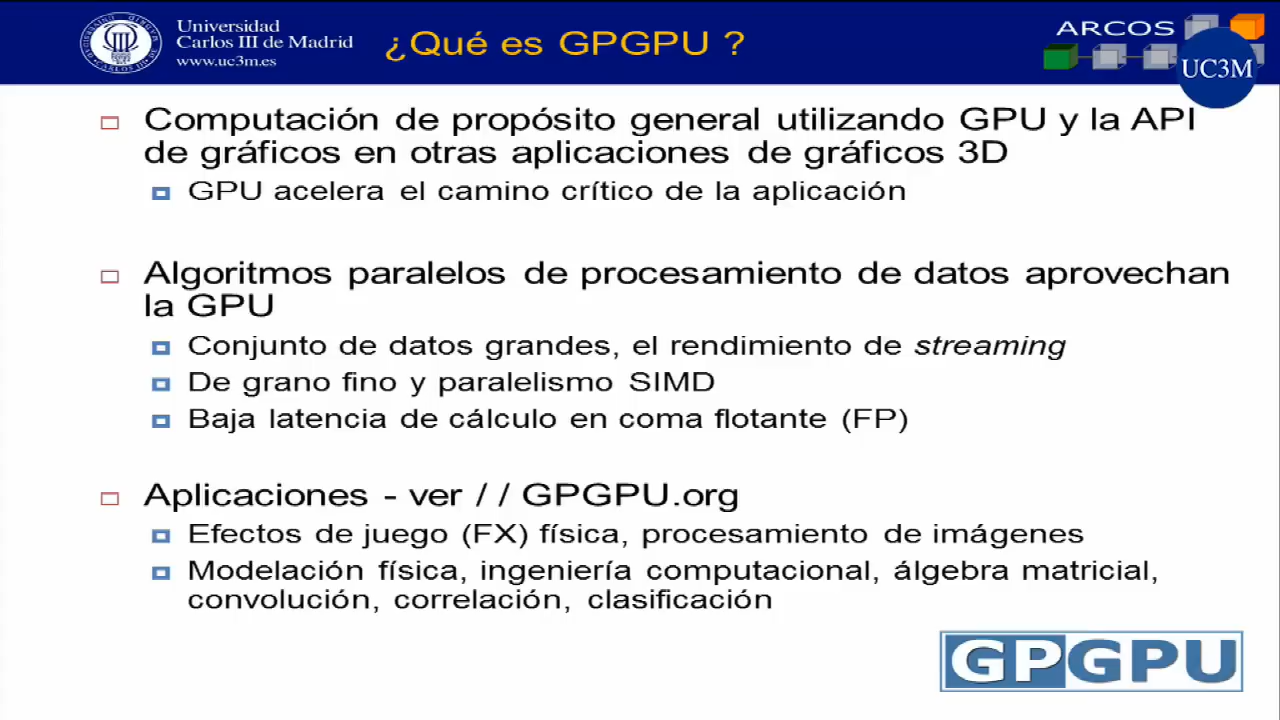 Universidad
Carlos III de Madrid
www.uc3m.es
¿Qué es GPGPU ?
ARCOS
UC3M
Computación de propósito general utilizando GPU y la API
de gráficos en otras aplicaciones de gráficos 3D
GPU acelera el camino crítico de la aplicación
Algoritmos paralelos de procesamiento de datos aprovechan
la GPU
Conjunto de datos grandes, el rendimiento de streaming
De grano fino y paralelismo SIMD
Baja latencia de cálculo en coma flotante (FP)
Aplicaciones - ver / / GPGPU.org
Efectos de juego (FX) física, procesamiento de imágenes
Modelación física, ingeniería computacional, álgebra matricial,
convolución, correlación, clasificación
GPGPU